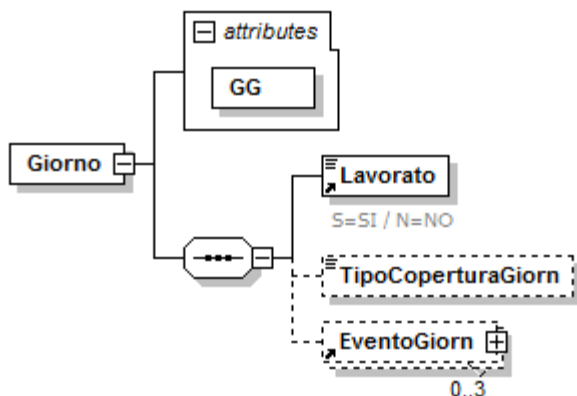 attributes
GG
Giorno
Lavorato
S=SI / N=NO
TipoCoperturaGiorn
EventoGiorn
0..3